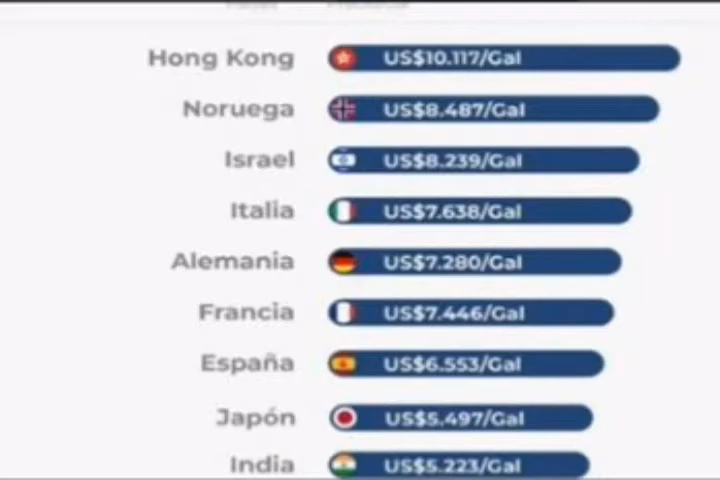 Hong Kong US$10.117/Gal
Noruega US$8.487/Gal
Israel US$8.239/Gal
Italia US$7.638/Gal
Alemania US$7.280/Gal
Francia US$7.446/Gal
España US$6.553/Gal
Japón US$5.497/Gal
India US$5.223/Gal